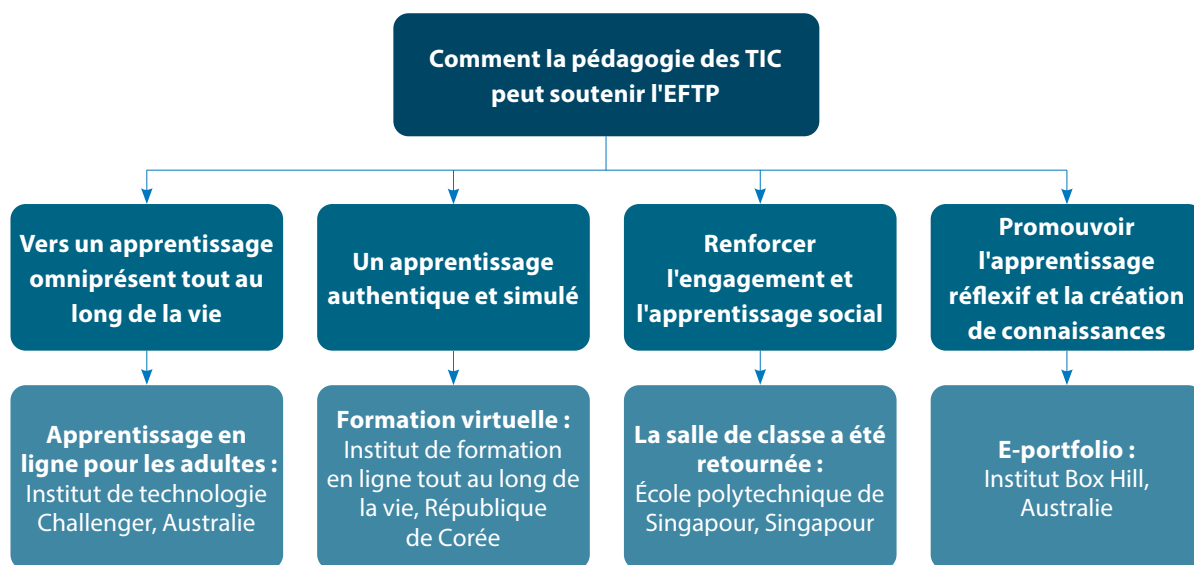 Comment la pédagogie des TIC
peut soutenir l'EFTP
Vers un apprentissage
omniprésent tout au
long de la vie
Un apprentissage
authentique et simulé
Renforcer
l'engagement et
l'apprentissage social
Promouvoir
l'apprentissage
réflexif et la création
de connaissances
Apprentissage en
ligne pour les adultes :
Institut de technologie
Challenger, Australie
Formation virtuelle :
Institut de formation
en ligne tout au long de
la vie, République
de Corée
La salle de classe a été
retournée :
École polytechnique de
Singapour, Singapour
E-portfolio :
Institut Box Hill,
Australie